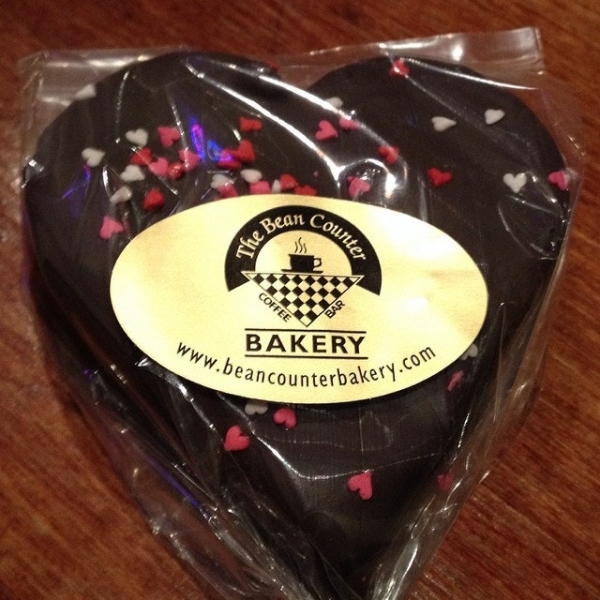 The Bean Counter
COFFEE BAR
BAKERY
www.beancounterbakery.com